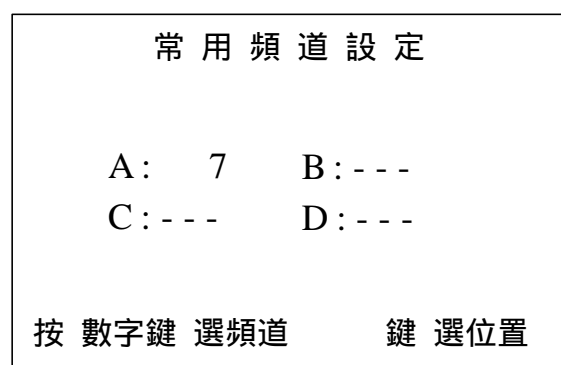 常用頻道設定
A: 7 B:---
C:--- D:---
按 數字鍵 選頻道 鍵 選位置